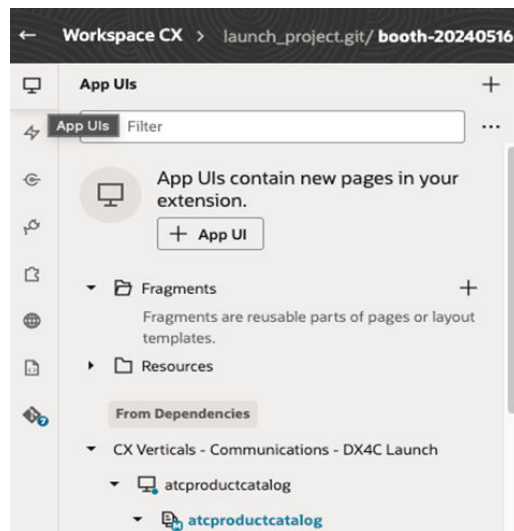 Workspace CX > launch_project.git/ booth-20240516
App UIs
App UIs
Filter
App UIs contain new pages in your
extension.
+ App UI
Fragments
Fragments are reusable parts of pages or layout
templates.
Resources
From Dependencies
CX Verticals - Communications - DX4C Launch
atcproductcatalog
atcproductcatalog